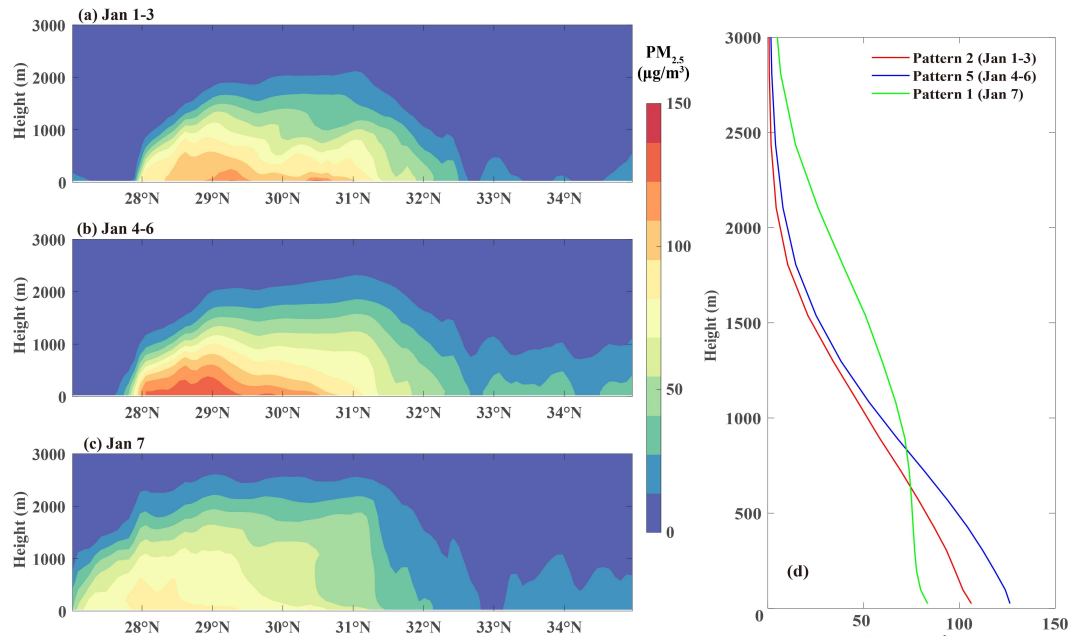 (a) Jan 1-3
3000
2000
1000
0
Height (m)
28°N 29°N 30°N 31°N 32°N 33°N 34°N
(b) Jan 4-6
3000
2000
1000
0
Height (m)
28°N 29°N 30°N 31°N 32°N 33°N 34°N
(c) Jan 7
3000
2000
1000
0
Height (m)
28°N 29°N 30°N 31°N 32°N 33°N 34°N
PM2.5
(μg/m³)
150
100
50
0
3000
2500
2000
1500
1000
500
0
Height (m)
Pattern 2 (Jan 1-3)
Pattern 5 (Jan 4-6)
Pattern 1 (Jan 7)
(d)
0 50 100 150